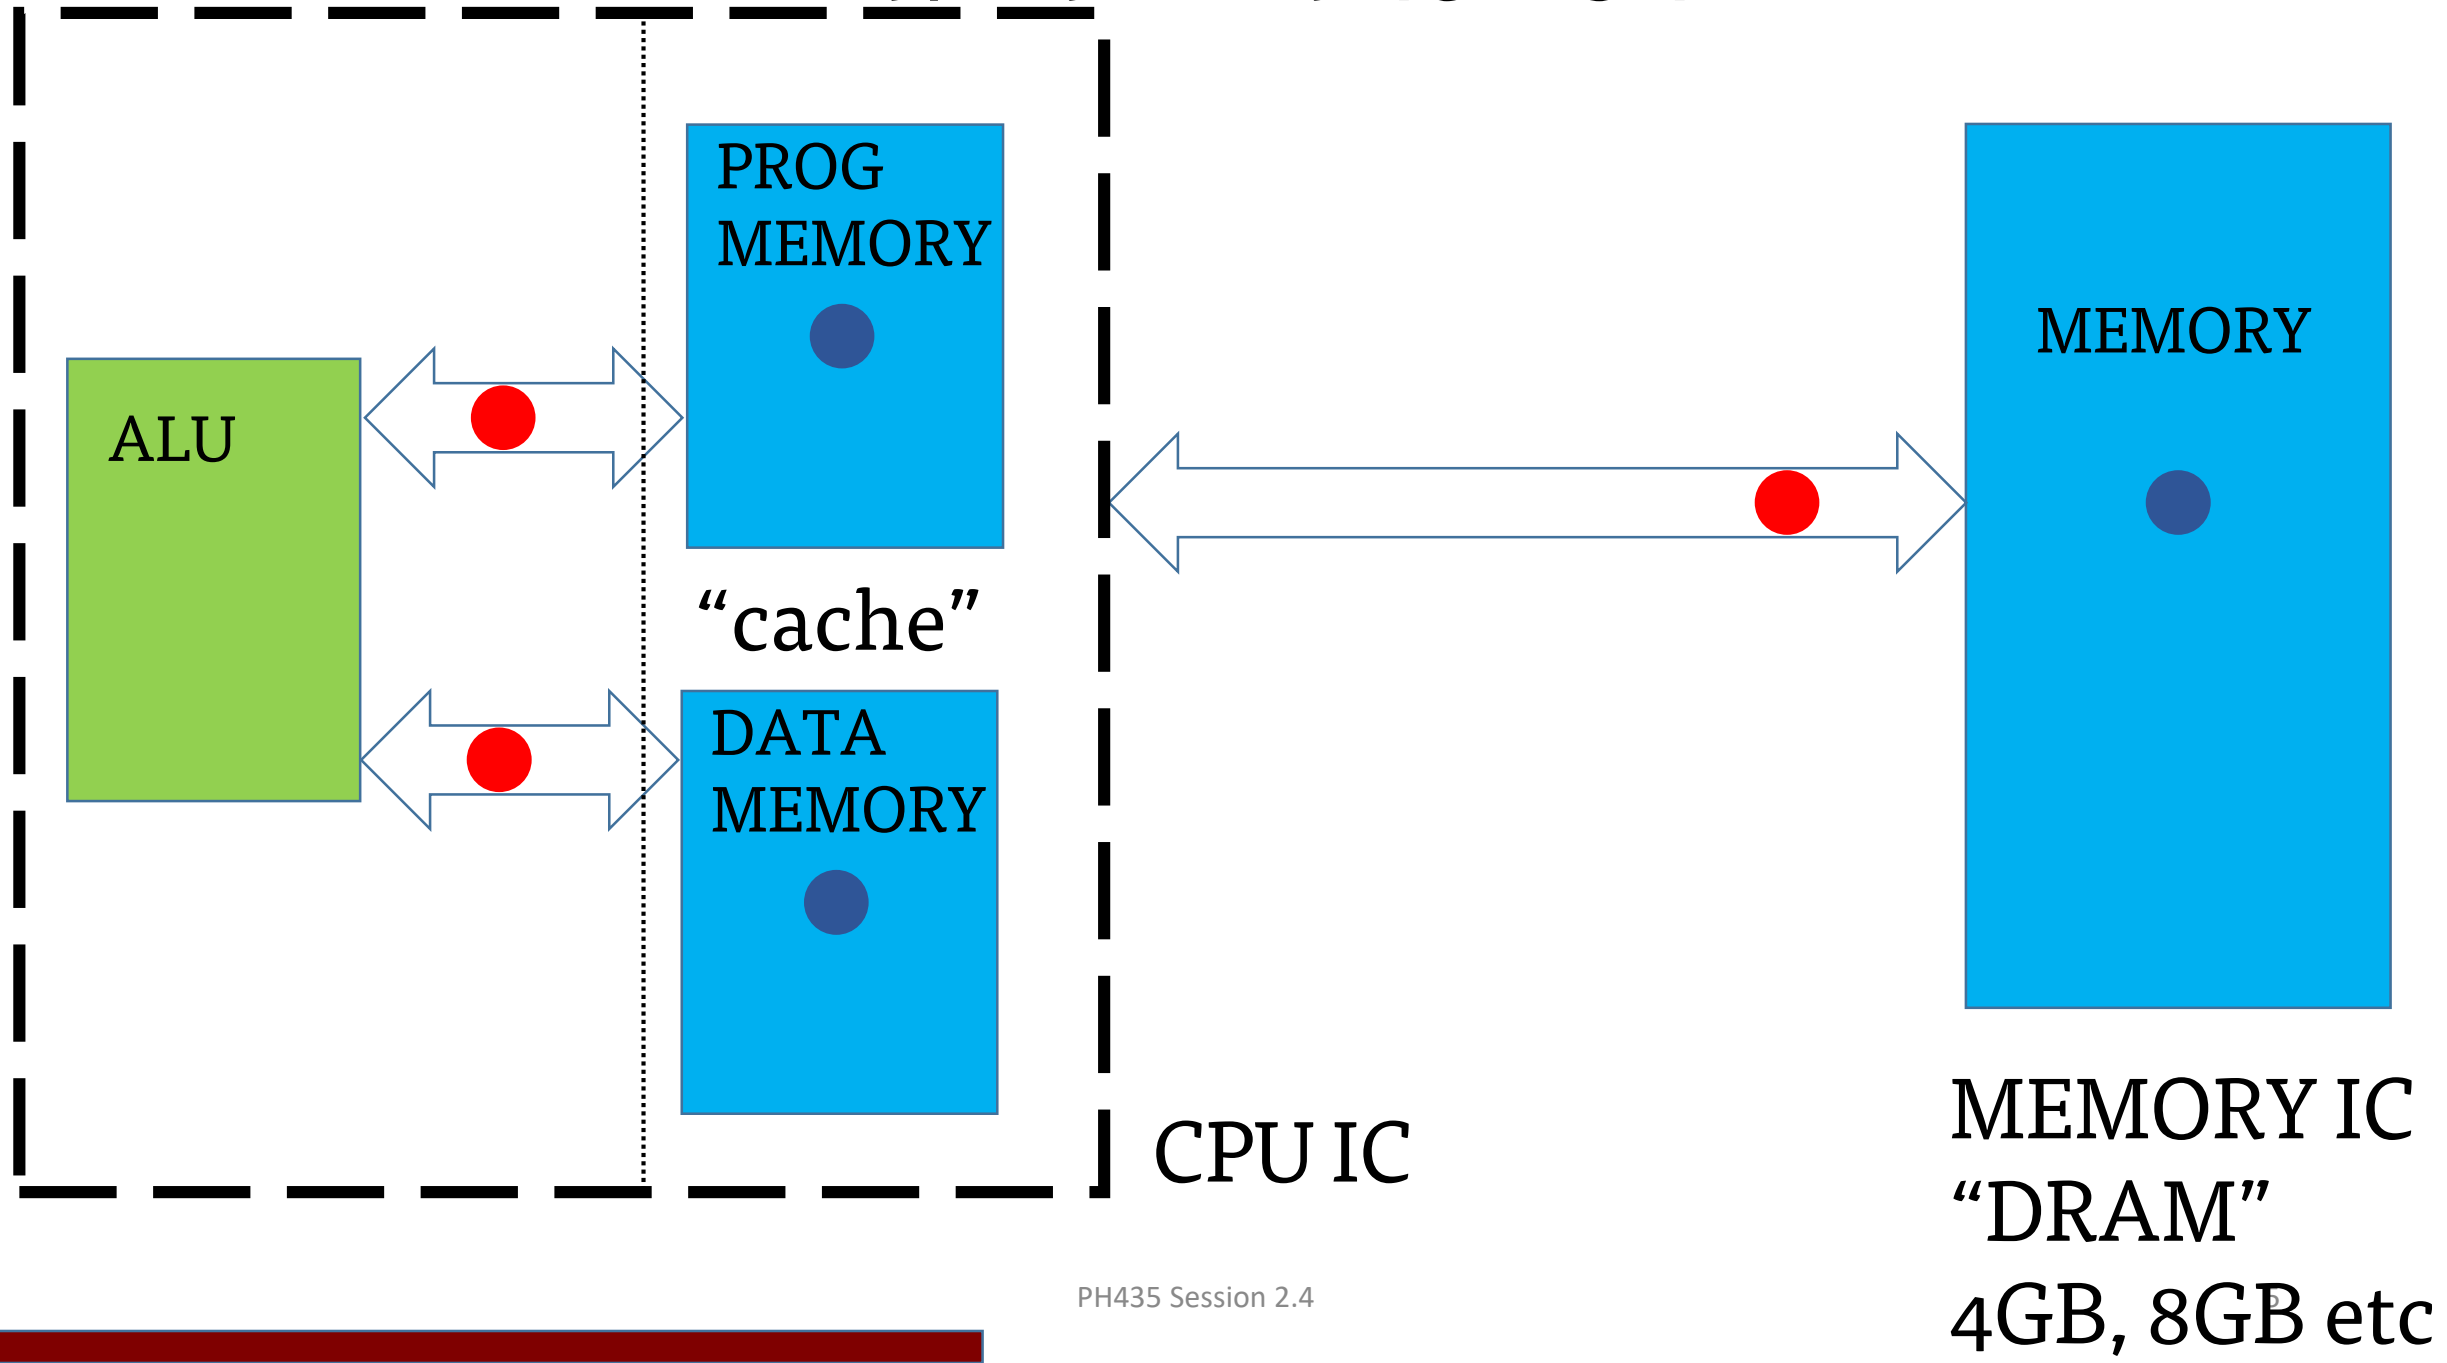 PROG
MEMORY
MEMORY
ALU
“cache”
DATA
MEMORY
CPU IC
MEMORY IC
“DRAM”
4GB, 8GB etc
PH435 Session 2.4